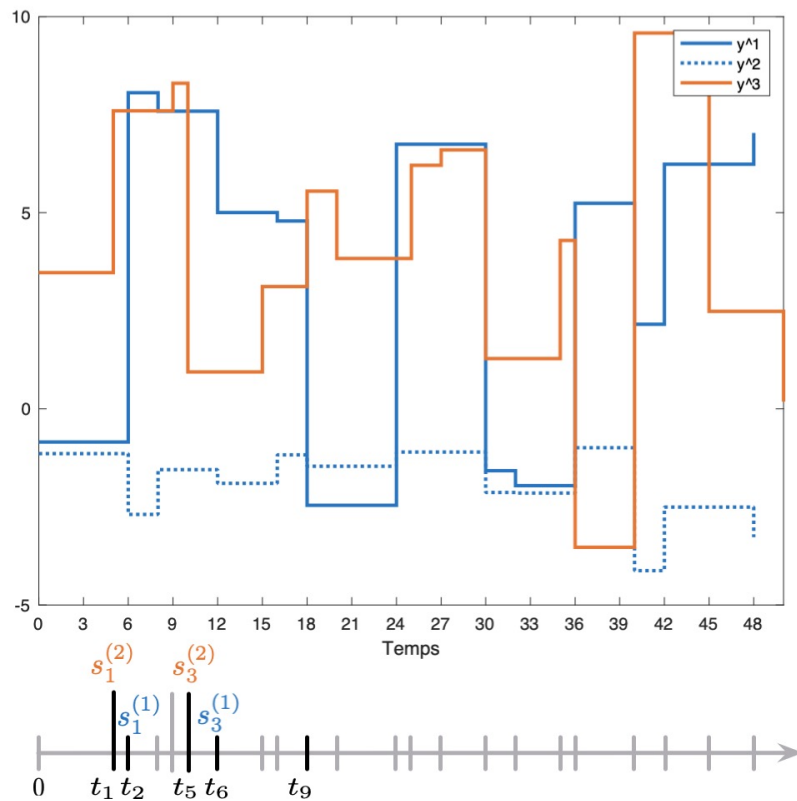 10
y^1
y^2
y^3
5
0
-5
0 3 6 9 12 15 18 21 24 27 30 33 36 39 42 45 48
Temps
s_1^{(2)} s_3^{(2)}
s_1^{(1)} s_3^{(1)}
0 t_1 t_2 t_5 t_6 t_9